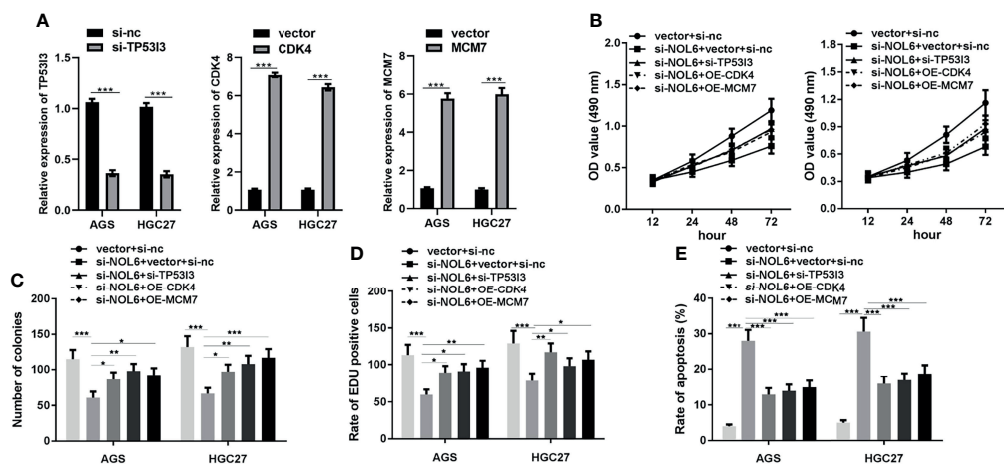 A
si-nc
si-TP53I3
Relative expression of TP53I3
1.5
1.0
0.5
0.0
***
***
AGS
HGC27
vector
CDK4
Relative expression of CDK4
8
6
4
2
0
***
***
AGS
HGC27
vector
MCM7
Relative expression of MCM7
8
6
4
2
0
***
***
AGS
HGC27
B
vector+si-nc
si-NOL6+vector+si-nc
si-NOL6+si-TP53I3
si-NOL6+OE-CDK4
si-NOL6+OE-MCM7
OD value (490 nm)
2.0
1.5
1.0
0.5
0.0
12
24
48
72
hour
vector+si-nc
si-NOL6+vector+si-nc
si-NOL6+si-TP53I3
si-NOL6+OE-CDK4
si-NOL6+OE-MCM7
OD value (490 nm)
1.8
1.5
1.2
0.9
0.6
0.3
0.0
12
24
48
72
hour
C
vector+si-nc
si-NOL6+vector+si-nc
si-NOL6+si-TP53I3
si-NOL6+OE-CDK4
si-NOL6+OE-MCM7
Number of colonies
200
150
100
50
0
***
*
**
*
***
*
**
***
AGS
HGC27
D
vector+si-nc
si-NOL6+vector+si-nc
si-NOL6+si-TP53I3
si-NOL6+OE-CDK4
si-NOL6+OE-MCM7
Rate of EDU positive cells
200
150
100
50
0
***
*
*
**
***
**
*
*
AGS
HGC27
E
vector+si-nc
si-NOL6+vector+si-nc
si-NOL6+si-TP53I3
si-NOL6+OE-CDK4
si-NOL6+OE-MCM7
Rate of apoptosis (%)
40
30
20
10
0
***
***
***
***
***
***
***
***
AGS
HGC27